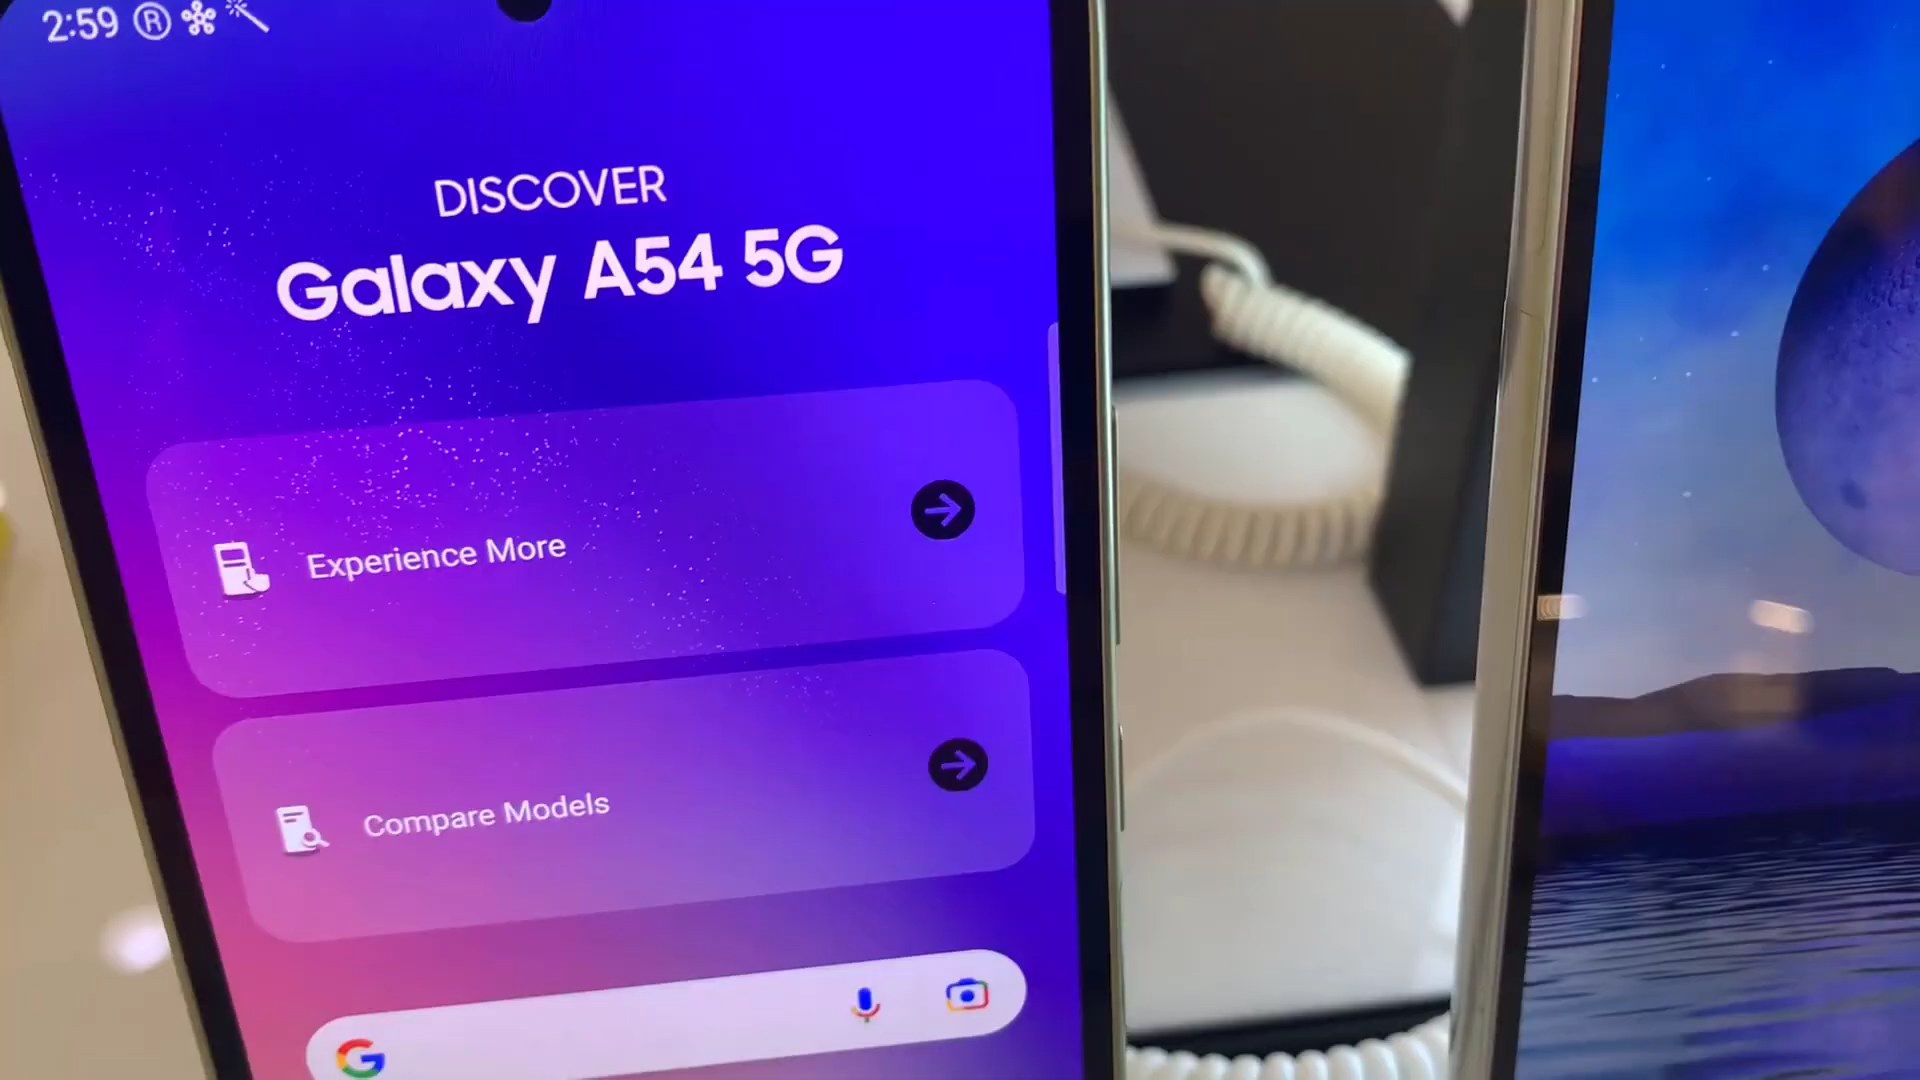 2:59 ®
DISCOVER
Galaxy A54 5G
Experience More
Compare Models
G